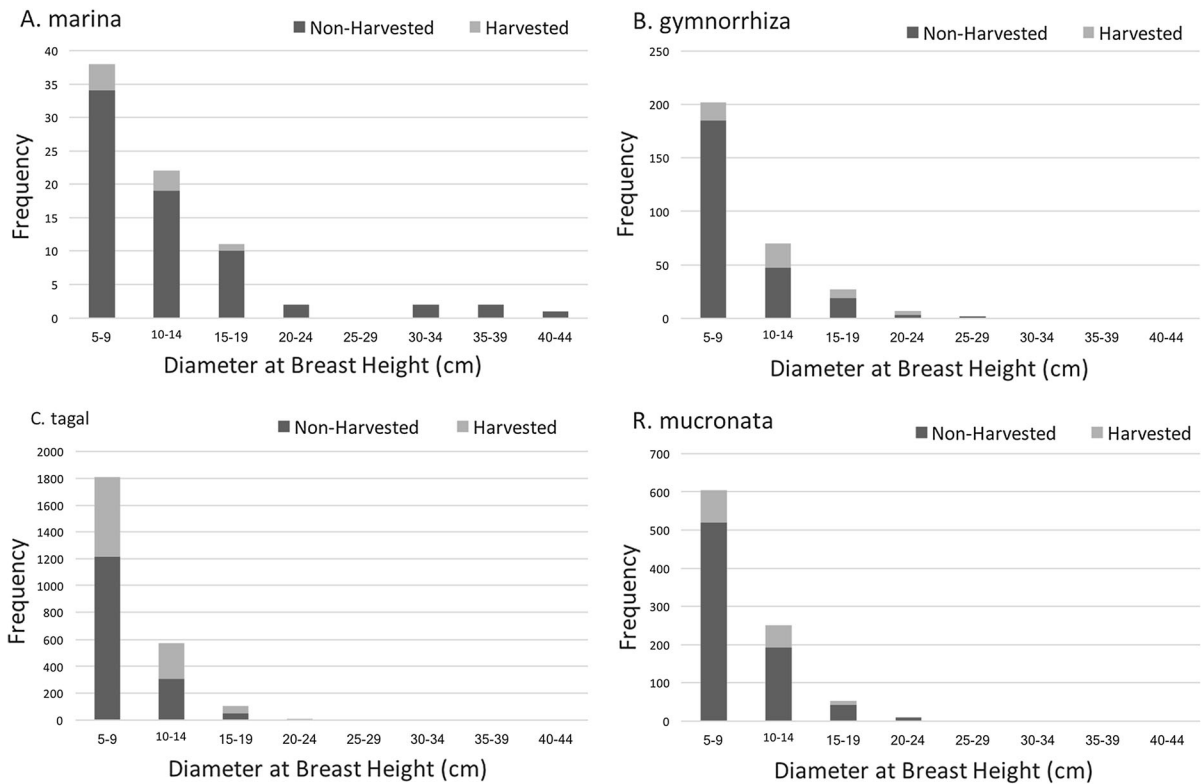 A. marina
Non-Harvested Harvested
40
35
30
25
20
15
10
5
0
Frequency
5-9 10-14 15-19 20-24 25-29 30-34 35-39 40-44
Diameter at Breast Height (cm)
B. gymnorrhiza
Non-Harvested Harvested
250
200
150
100
50
0
Frequency
5-9 10-14 15-19 20-24 25-29 30-34 35-39 40-44
Diameter at Breast Height (cm)
C. tagal
Non-Harvested Harvested
2000
1800
1600
1400
1200
1000
800
600
400
200
0
Frequency
5-9 10-14 15-19 20-24 25-29 30-34 35-39 40-44
Diameter at Breast Height (cm)
R. mucronata
Non-Harvested Harvested
700
600
500
400
300
200
100
0
Frequency
5-9 10-14 15-19 20-24 25-29 30-34 35-39 40-44
Diameter at Breast Height (cm)